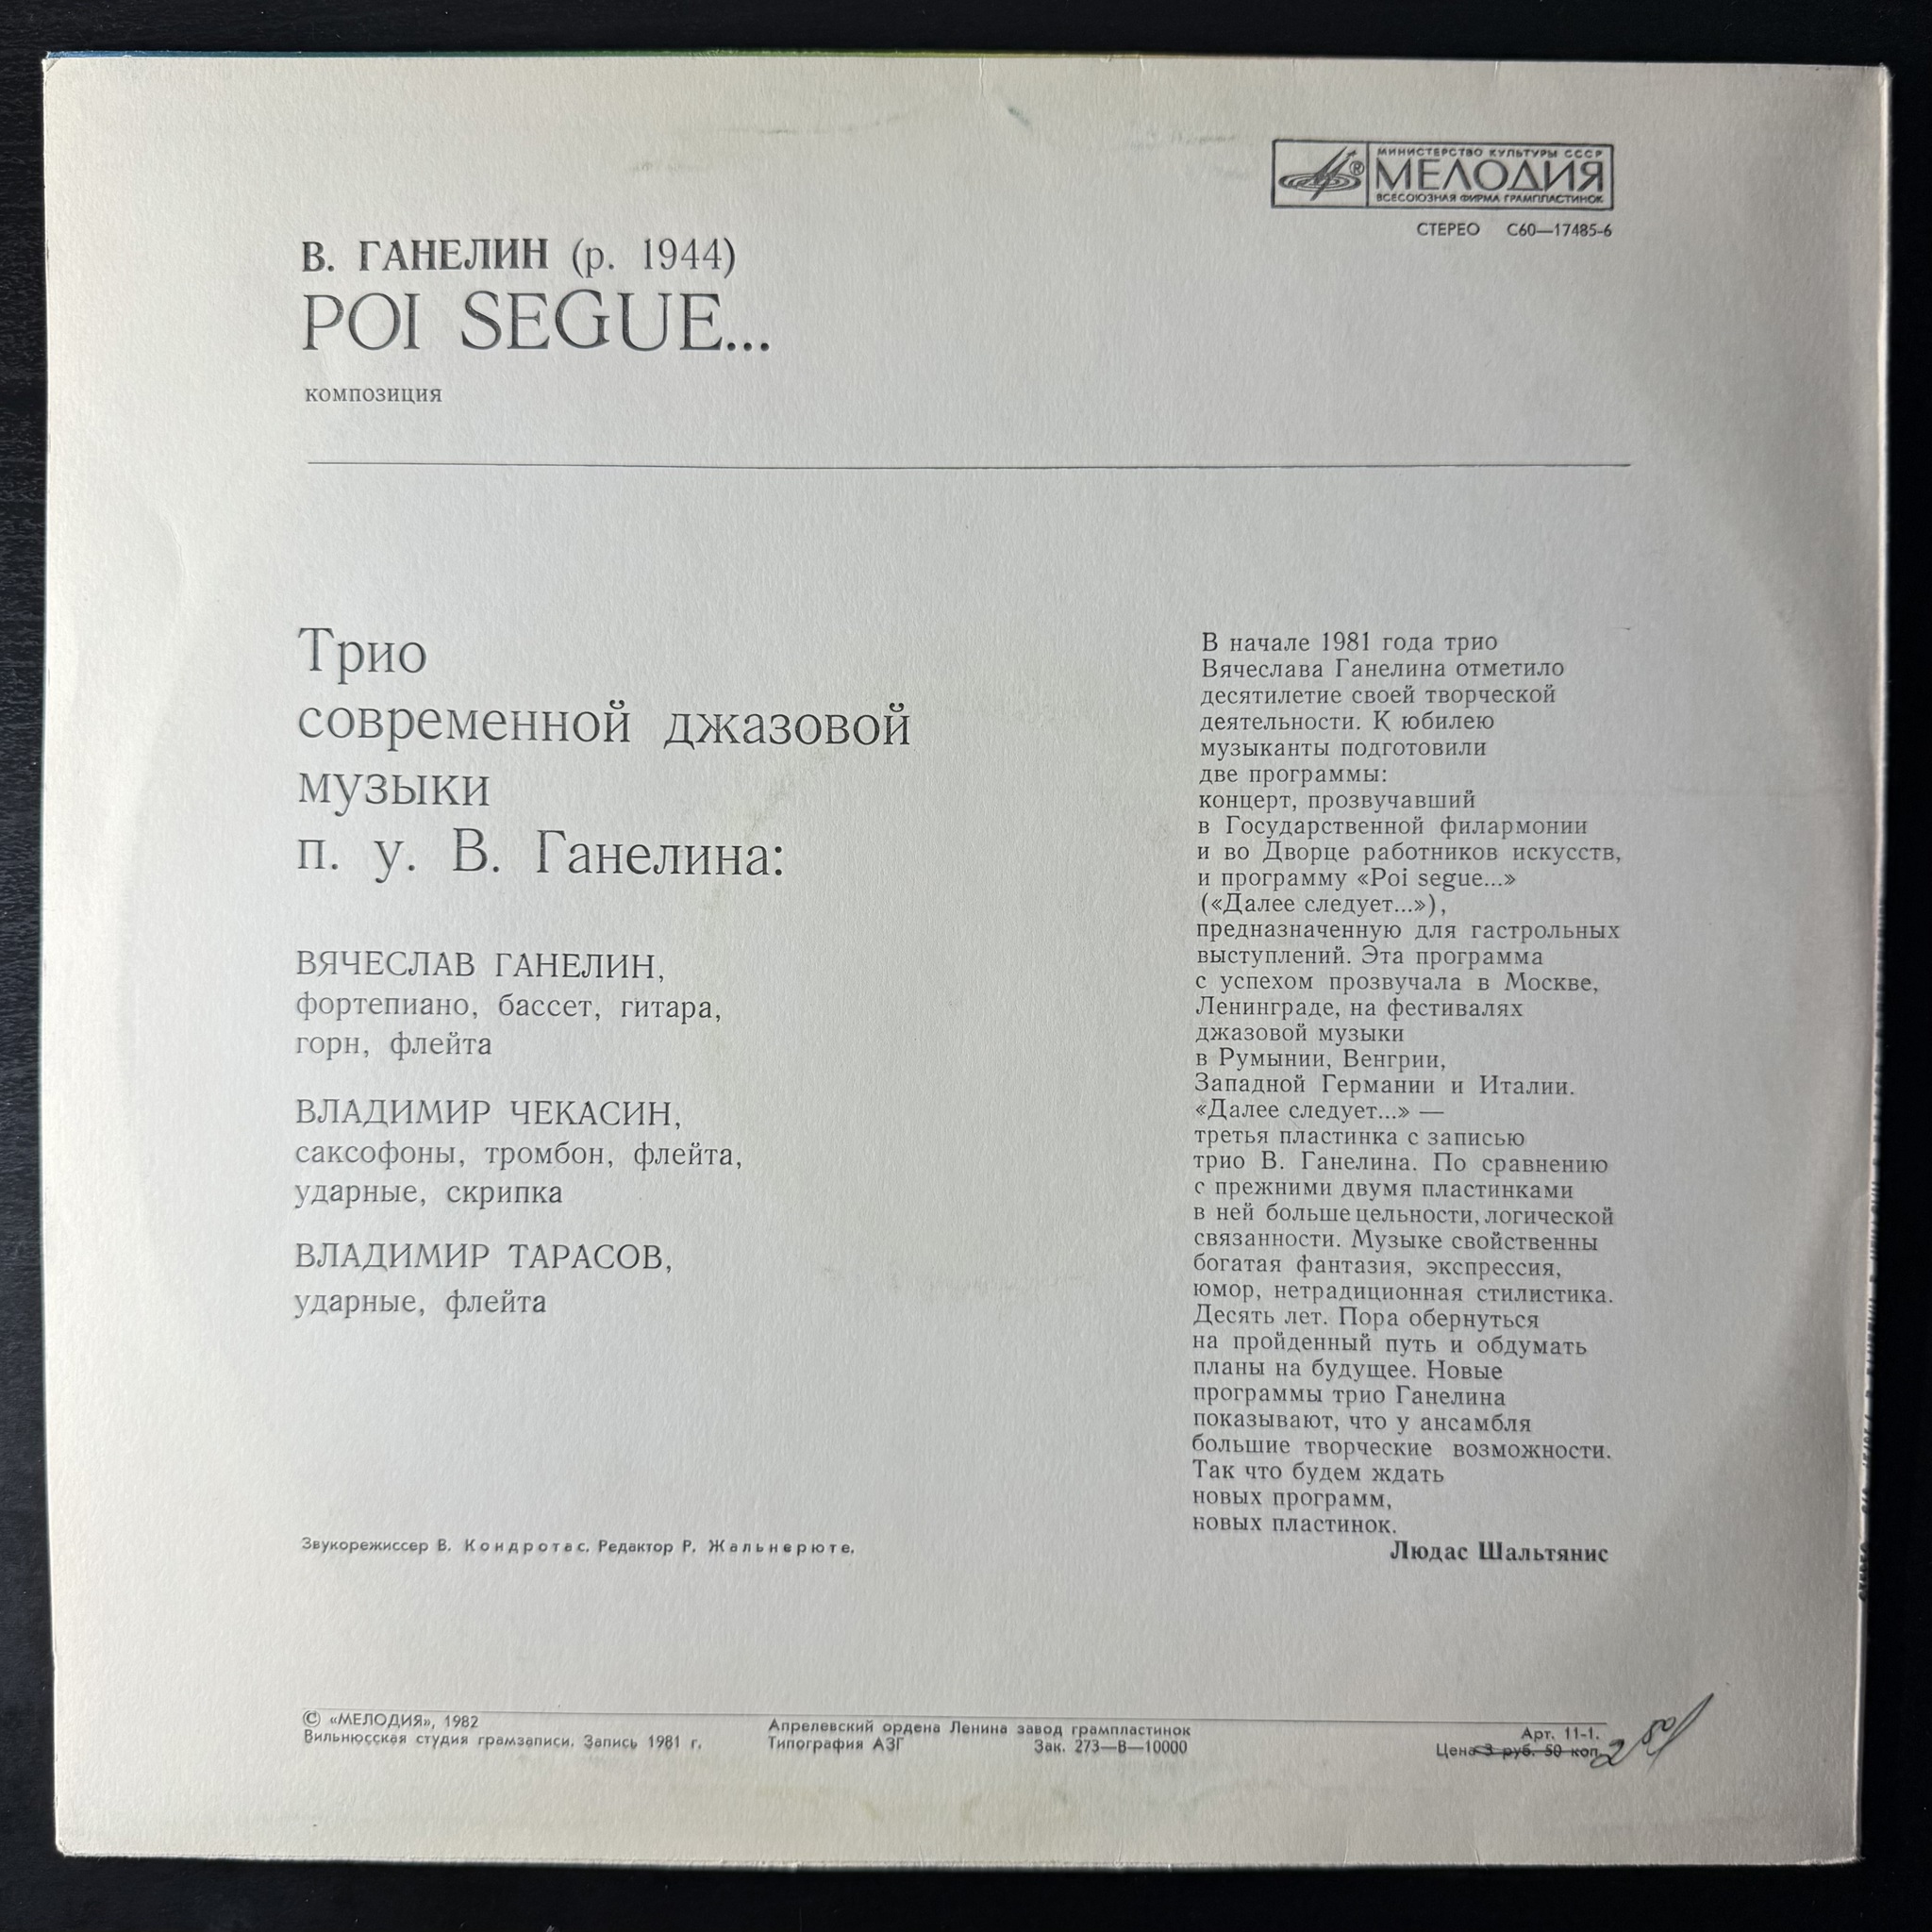 МИНИСТЕРСТВО КУЛЬТУРЫ СССР
МЕЛОДИЯ
ВСЕСОЮЗНАЯ ФИРМА ГРАМПЛАСТИНОК
СТЕРЕО С60—17485-6
В. ГАНЕЛИН (р. 1944)
POI SEGUE...
композиция
Трио
современной джазовой
музыки
п. у. В. Ганелина:
ВЯЧЕСЛАВ ГАНЕЛИН,
фортепиано, бассет, гитара,
горн, флейта
ВЛАДИМИР ЧЕКАСИН,
саксофоны, тромбон, флейта,
ударные, скрипка
ВЛАДИМИР ТАРАСОВ,
ударные, флейта
Звукорежиссер В. Кондротас. Редактор Р. Жальнерюте.
В начале 1981 года трио
Вячеслава Ганелина отметило
десятилетие своей творческой
деятельности. К юбилею
музыканты подготовили
две программы:
концерт, прозвучавший
в Государственной филармонии
и во Дворце работников искусств,
и программу «Poi segue...»
(«Далее следует...»),
предназначенную для гастрольных
выступлений. Эта программа
с успехом прозвучала в Москве,
Ленинграде, на фестивалях
джазовой музыки
в Румынии, Венгрии,
Западной Германии и Италии.
«Далее следует...» —
третья пластинка с записью
трио В. Ганелина. По сравнению
с прежними двумя пластинками
в ней больше цельности, логической
связанности. Музыке свойственны
богатая фантазия, экспрессия,
юмор, нетрадиционная стилистика.
Десять лет. Пора обернуться
на пройденный путь и обдумать
планы на будущее. Новые
программы трио Ганелина
показывают, что у ансамбля
большие творческие возможности.
Так что будем ждать
новых программ,
новых пластинок.
Людас Шальтянис
© «МЕЛОДИЯ», 1982
Вильнюсская студия грамзаписи. Запись 1981 г.
Апрелевский ордена Ленина завод грампластинок
Типография АЗГ Зак. 273—В—10000
Арт. 11-1.
Цена 3 руб. 50 коп.